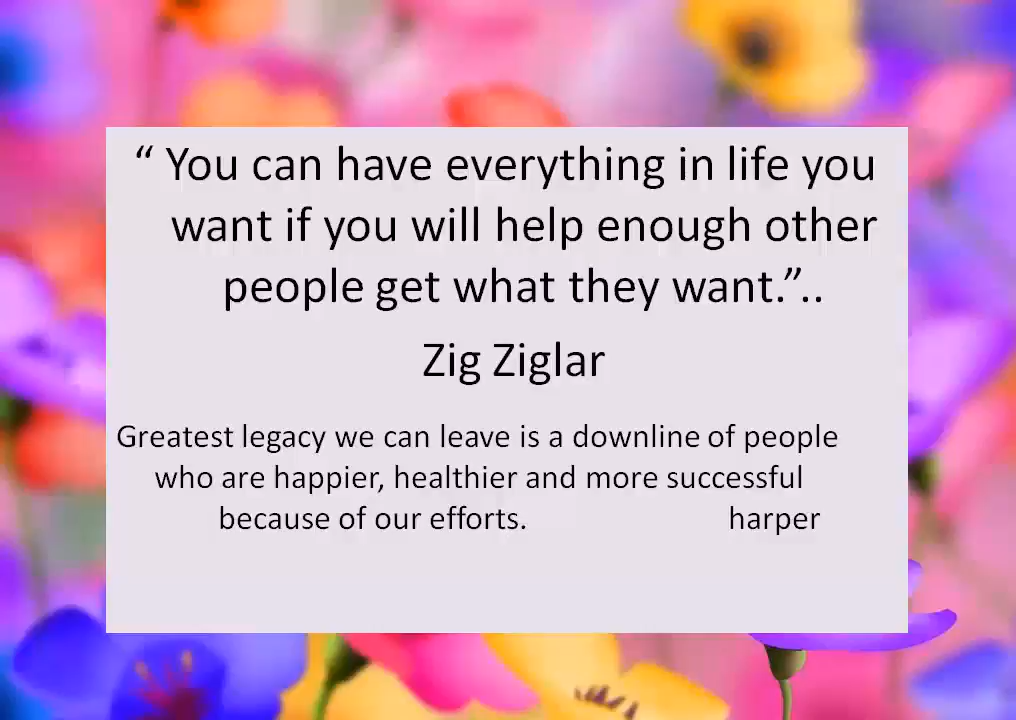 “ You can have everything in life you
want if you will help enough other
people get what they want.”..
Zig Ziglar
Greatest legacy we can leave is a downline of people
who are happier, healthier and more successful
because of our efforts. harper